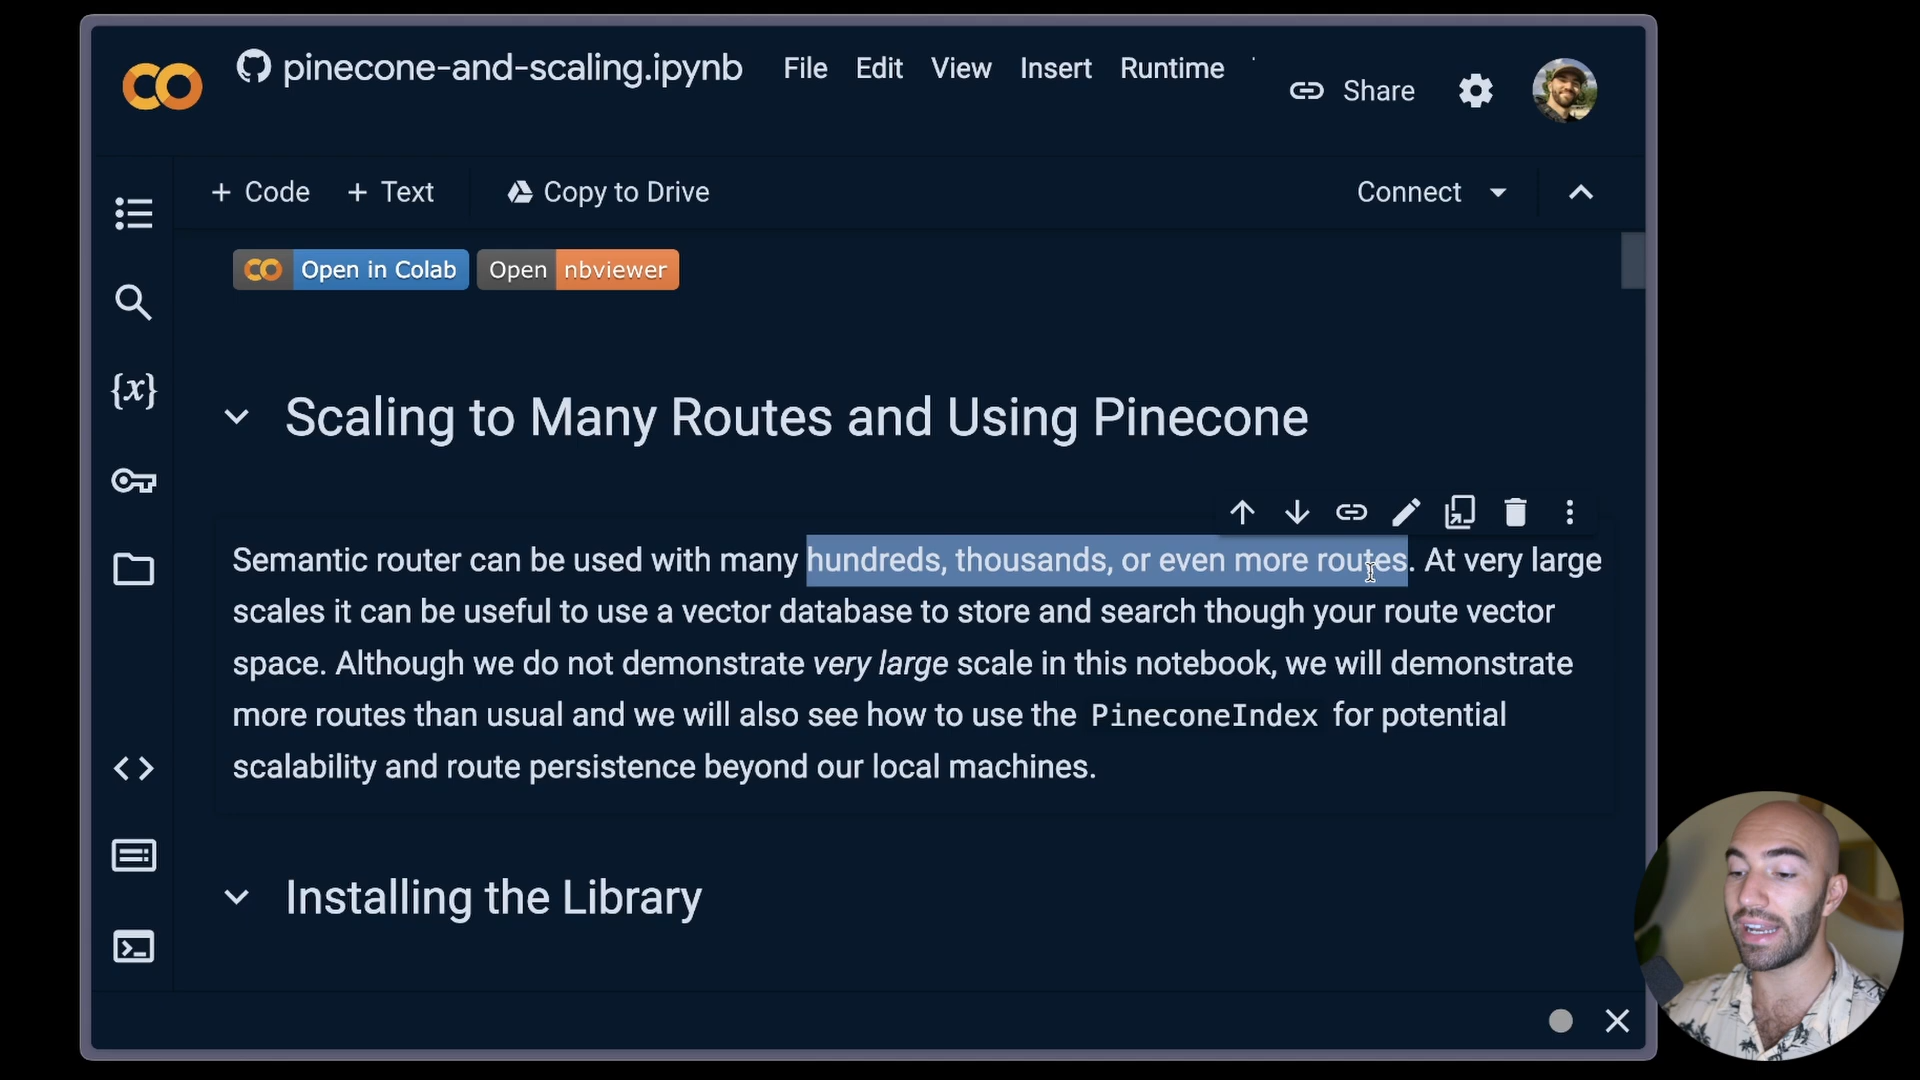 pinecone-and-scaling.ipynb File Edit View Insert Runtime
Share
+ Code + Text Copy to Drive Connect
Open in Colab Open nbviewer
{x}
Scaling to Many Routes and Using Pinecone
Semantic router can be used with many hundreds, thousands, or even more routes. At very large
scales it can be useful to use a vector database to store and search though your route vector
space. Although we do not demonstrate very large scale in this notebook, we will demonstrate
more routes than usual and we will also see how to use the PineconeIndex for potential
scalability and route persistence beyond our local machines.
Installing the Library